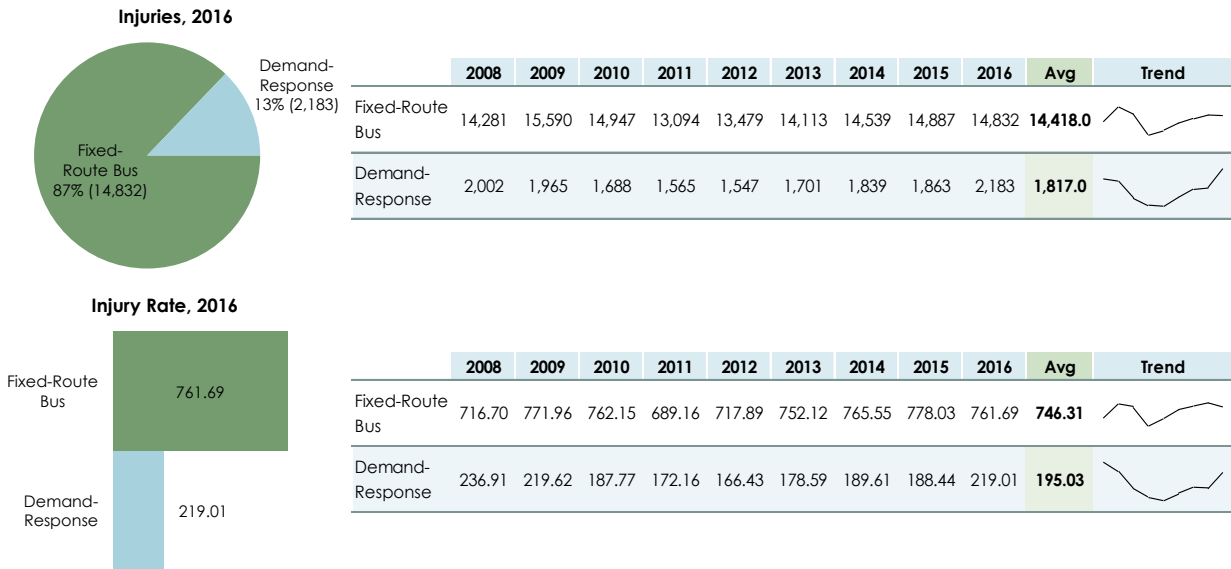 Injuries, 2016
Demand-
Response
13% (2,183)
Fixed-
Route Bus
87% (14,832)
2008 2009 2010 2011 2012 2013 2014 2015 2016 Avg Trend
Fixed-Route
Bus
14,281 15,590 14,947 13,094 13,479 14,113 14,539 14,887 14,832 14,418.0
Demand-
Response
2,002 1,965 1,688 1,565 1,547 1,701 1,839 1,863 2,183 1,817.0
Injury Rate, 2016
Fixed-Route
Bus
761.69
Demand-
Response
219.01
2008 2009 2010 2011 2012 2013 2014 2015 2016 Avg Trend
Fixed-Route
Bus
716.70 771.96 762.15 689.16 717.89 752.12 765.55 778.03 761.69 746.31
Demand-
Response
236.91 219.62 187.77 172.16 166.43 178.59 189.61 188.44 219.01 195.03